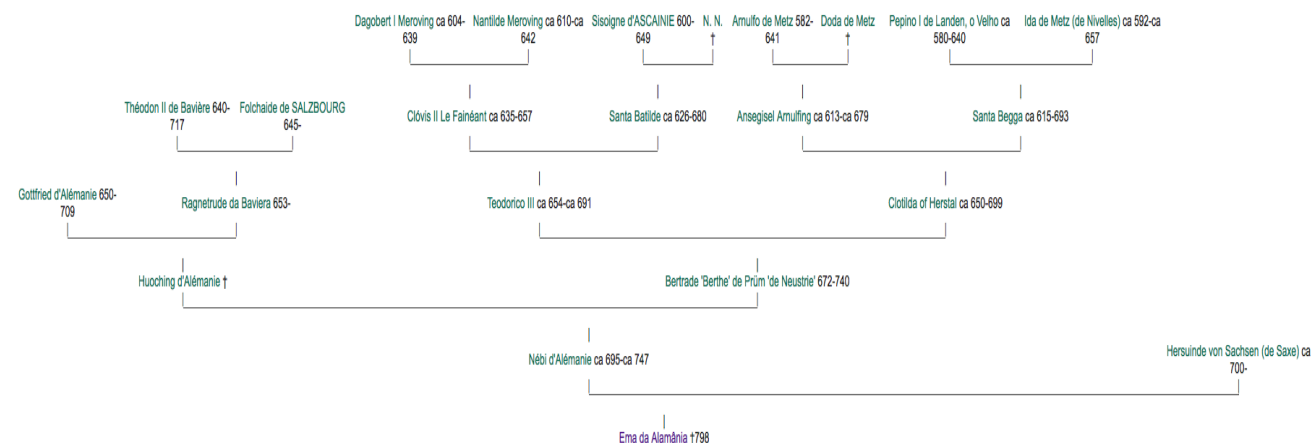 Dagobert I Meroving ca 604-
639
Nantilde Meroving ca 610-ca
642
Sisoigne d'ASCAINIE 600-
649
N. N.
†
Arnulfo de Metz 582-
641
Doda de Metz
†
Pepino I de Landen, o Velho ca
580-640
Ida de Metz (de Nivelles) ca 592-ca
657
Théodon II de Bavière 640-
717
Folchaide de SALZBOURG
645-
Clóvis II Le Fainéant ca 635-657
Santa Batilde ca 626-680
Ansegisel Arnulfing ca 613-ca 679
Santa Begga ca 615-693
Gottfried d'Alémanie 650-
709
Ragnetrude da Baviera 653-
Teodorico III ca 654-ca 691
Clotilda of Herstal ca 650-699
Huoching d'Alémanie †
Bertrade 'Berthe' de Prüm 'de Neustrie' 672-740
Nébi d'Alémanie ca 695-ca 747
Hersuinde von Sachsen (de Saxe) ca
700-
Ema da Alamânia †798